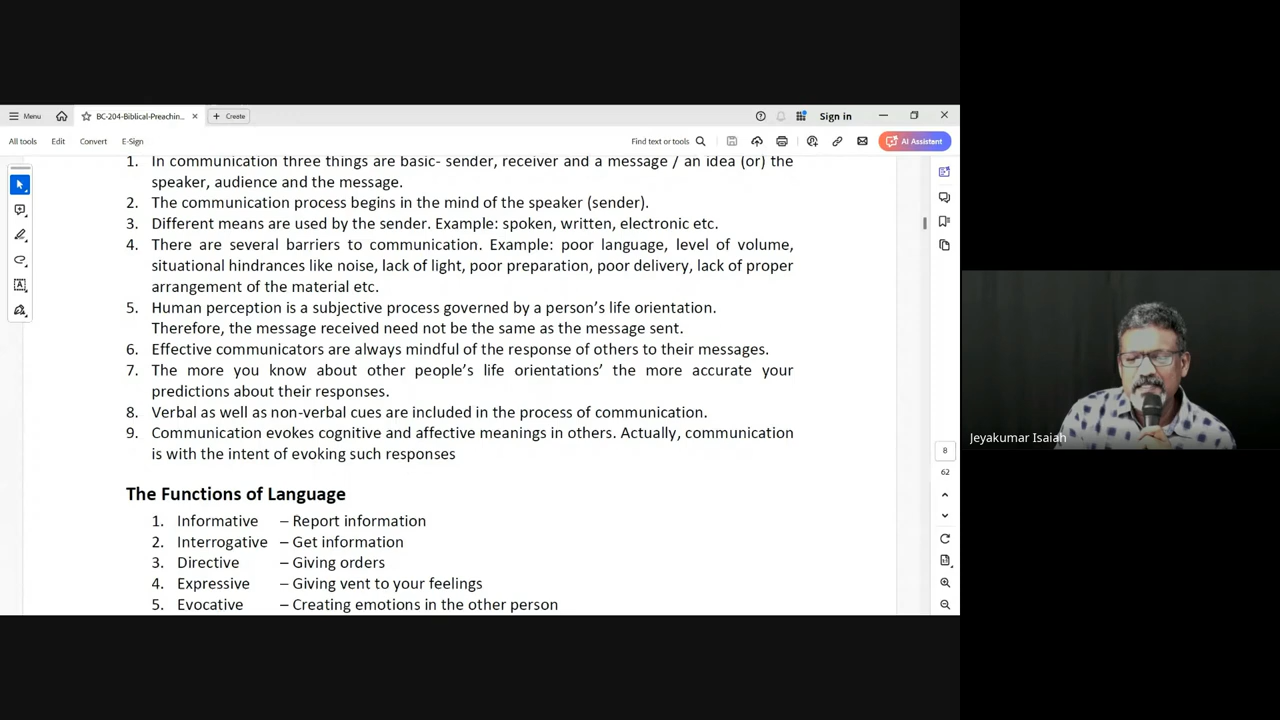 Menu
BC-204-Biblical-Preachin...
Create
Sign in
All tools
Edit
Convert
E-Sign
Find text or tools
AI Assistant
1. In communication three things are basic- sender, receiver and a message / an idea (or) the
speaker, audience and the message.
2. The communication process begins in the mind of the speaker (sender).
3. Different means are used by the sender. Example: spoken, written, electronic etc.
4. There are several barriers to communication. Example: poor language, level of volume,
situational hindrances like noise, lack of light, poor preparation, poor delivery, lack of proper
arrangement of the material etc.
5. Human perception is a subjective process governed by a person’s life orientation.
Therefore, the message received need not be the same as the message sent.
6. Effective communicators are always mindful of the response of others to their messages.
7. The more you know about other people’s life orientations’ the more accurate your
predictions about their responses.
8. Verbal as well as non-verbal cues are included in the process of communication.
9. Communication evokes cognitive and affective meanings in others. Actually, communication
is with the intent of evoking such responses
The Functions of Language
1. Informative – Report information
2. Interrogative – Get information
3. Directive – Giving orders
4. Expressive – Giving vent to your feelings
5. Evocative – Creating emotions in the other person
8
62
Jeyakumar Isaiah